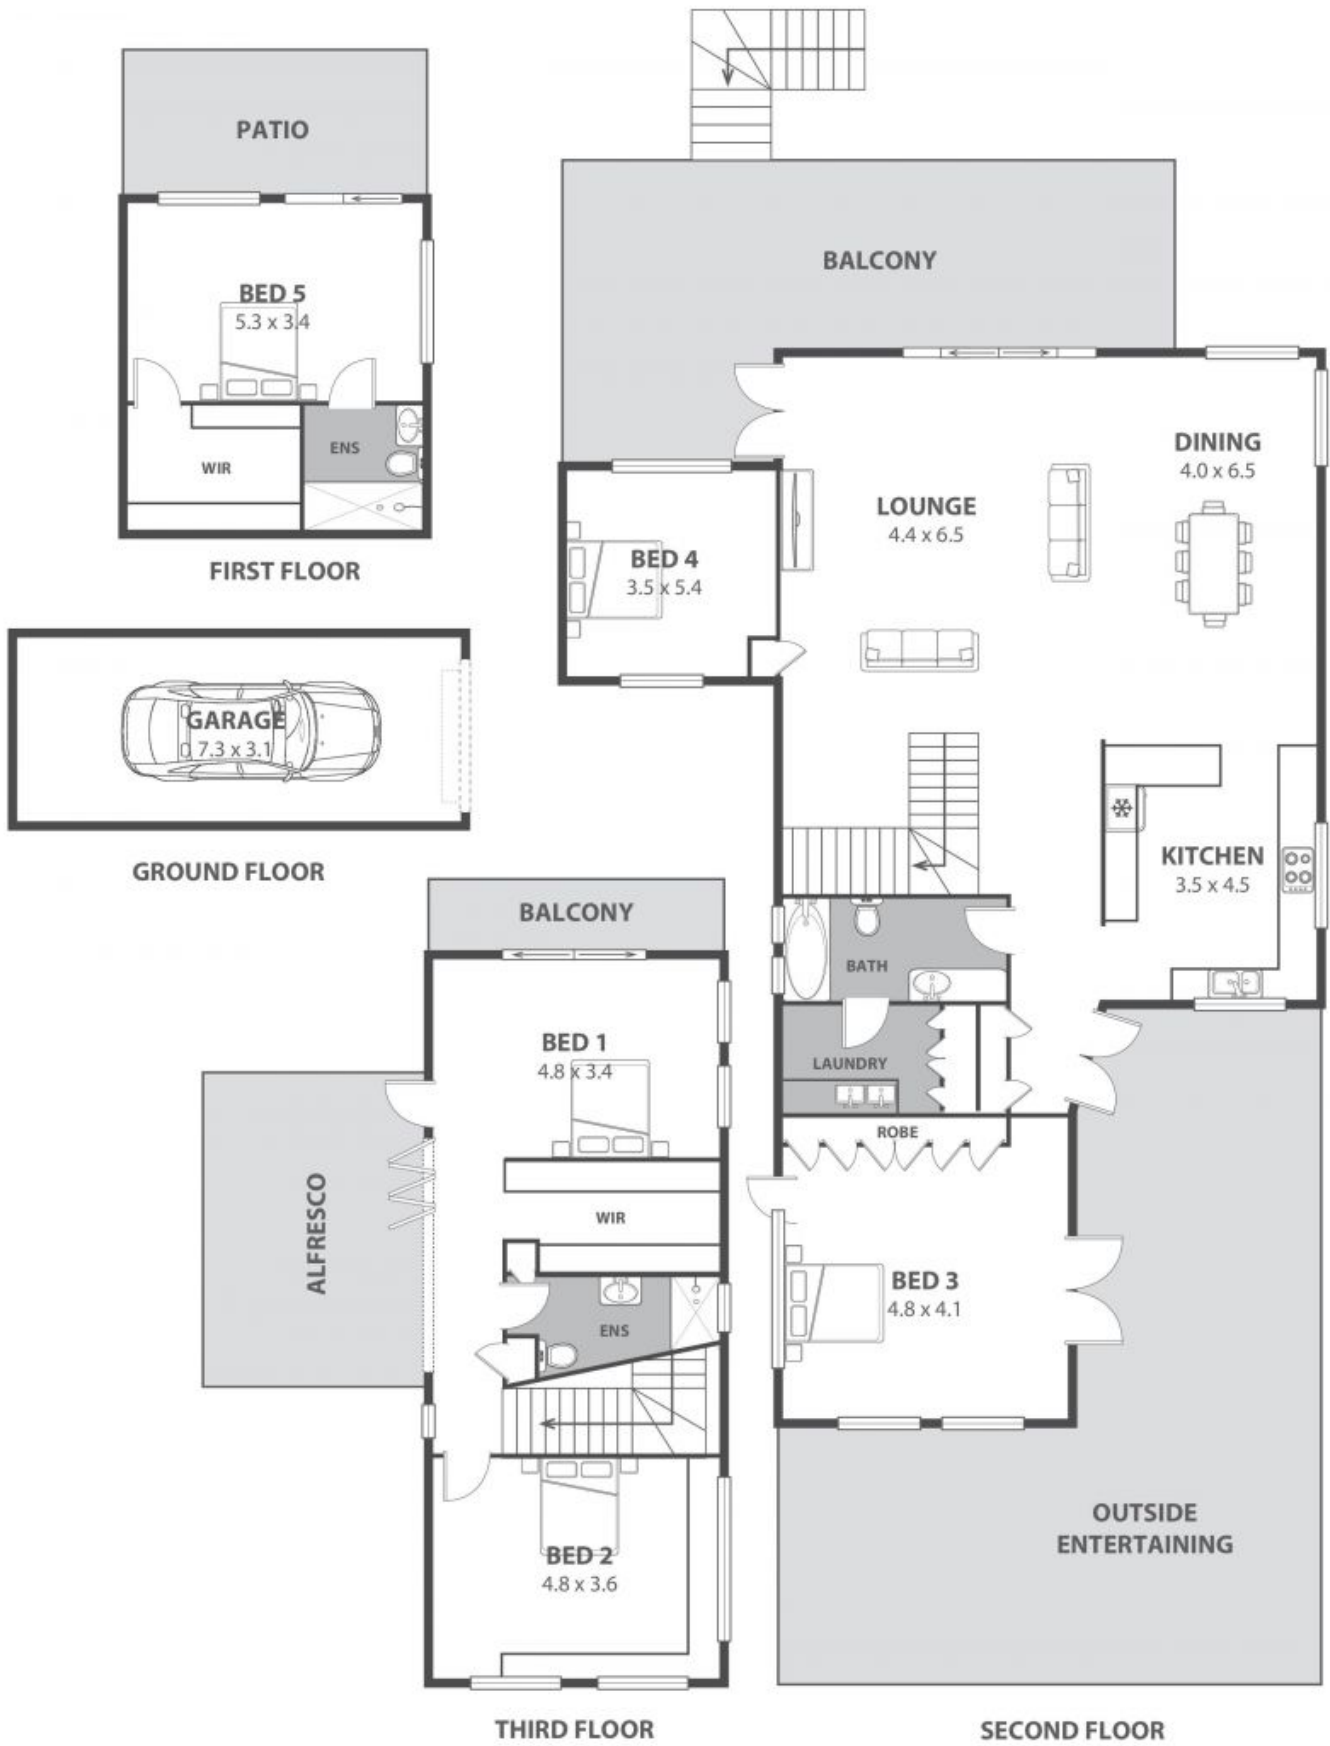 PATIO
BED 5
5.3 x 3.4
WIR
ENS
FIRST FLOOR
GARAGE
7.3 x 3.1
GROUND FLOOR
BALCONY
BED 1
4.8 x 3.4
ALFRESCO
WIR
ENS
BED 2
4.8 x 3.6
THIRD FLOOR
BALCONY
LOUNGE
4.4 x 6.5
DINING
4.0 x 6.5
BED 4
3.5 x 5.4
KITCHEN
3.5 x 4.5
BATH
LAUNDRY
ROBE
BED 3
4.8 x 4.1
OUTSIDE
ENTERTAINING
SECOND FLOOR